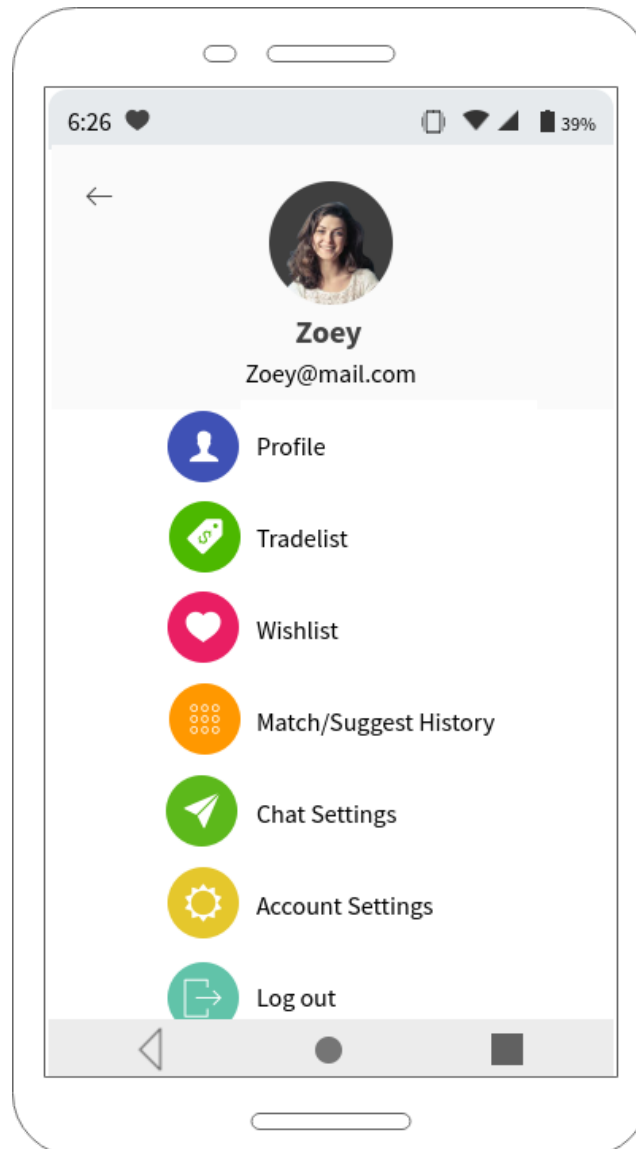 6:26 39%
Zoey
Zoey@mail.com
Profile
Tradelist
Wishlist
Match/Suggest History
Chat Settings
Account Settings
Log out